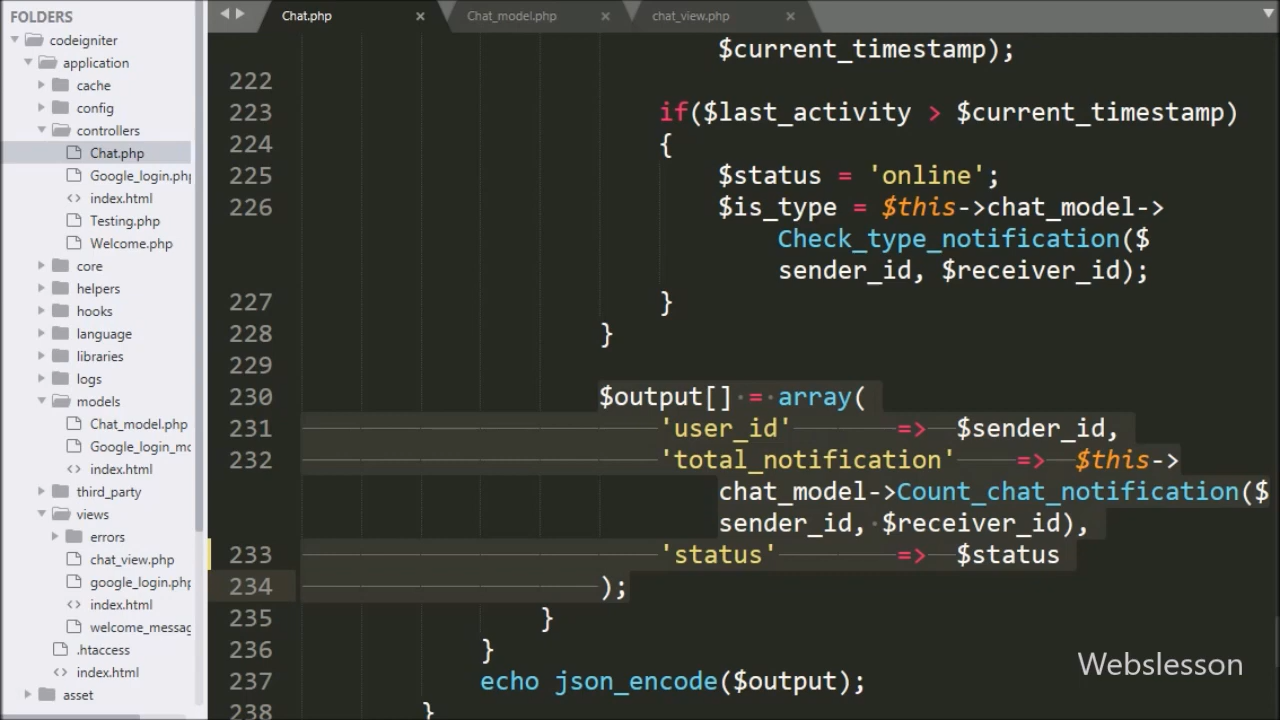 FOLDERS
codeigniter
application
cache
config
controllers
Chat.php
Google_login.php
index.html
Testing.php
Welcome.php
core
helpers
hooks
language
libraries
logs
models
Chat_model.php
Google_login_mo
index.html
third_party
views
errors
chat_view.php
google_login.php
index.html
welcome_messag
.htaccess
index.html
asset
Chat.php × Chat_model.php × chat_view.php ×
$current_timestamp);
222
223 if($last_activity > $current_timestamp)
224 {
225 $status = 'online';
226 $is_type = $this->chat_model->
Check_type_notification($
sender_id, $receiver_id);
227 }
228 }
229
230 $output[] = array(
231 'user_id' => $sender_id,
232 'total_notification' => $this->
chat_model->Count_chat_notification($
sender_id, $receiver_id),
233 'status' => $status
234 );
235 }
236 }
237 echo json_encode($output);
238 }
Webslesson